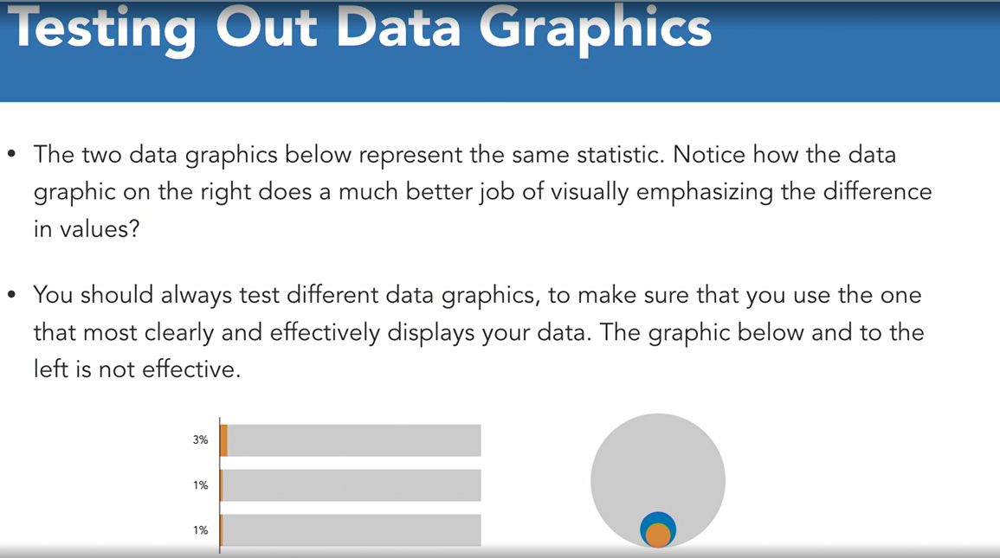 Testing Out Data Graphics
• The two data graphics below represent the same statistic. Notice how the data
graphic on the right does a much better job of visually emphasizing the difference
in values?
• You should always test different data graphics, to make sure that you use the one
that most clearly and effectively displays your data. The graphic below and to the
left is not effective.
3%
1%
1%